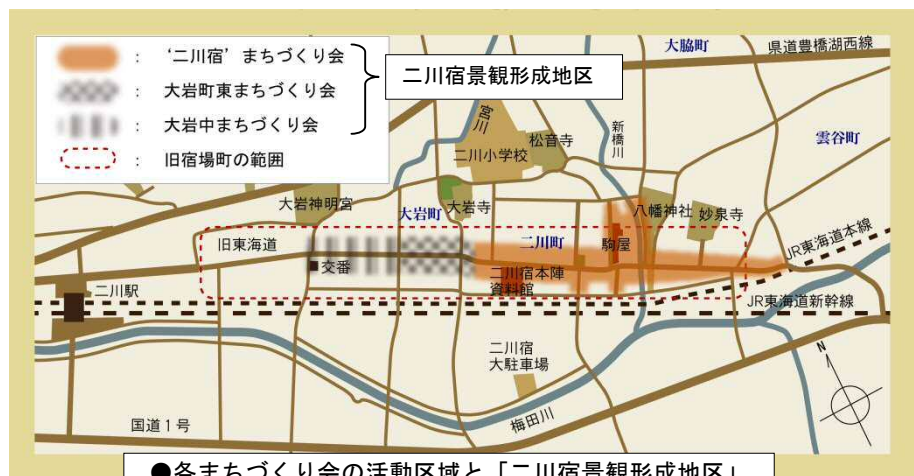 ： ‘二川宿’まちづくり会
： 大岩町東まちづくり会
： 大岩中まちづくり会
： 旧宿場町の範囲
二川宿景観形成地区
大脇町
県道豊橋湖西線
宮川
松音寺
新橋川
二川小学校
雲谷町
大岩神明宮
大岩町
大岩寺
八幡神社
妙泉寺
旧東海道
二川町
駒屋
JR東海道本線
交番
二川宿本陣
資料館
二川駅
JR東海道新幹線
二川宿
大駐車場
N
梅田川
国道1号
●各まちづくり会の活動区域と「二川宿景観形成地区」